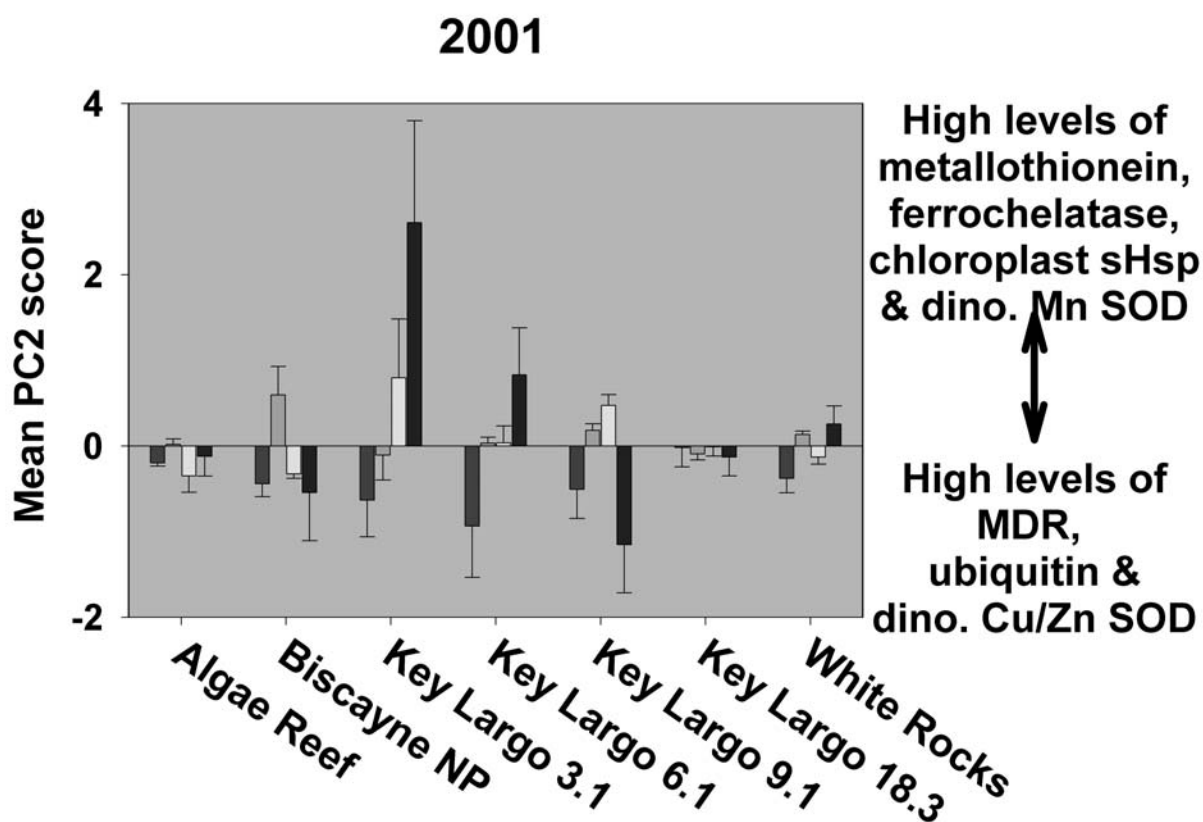 2001
4
2
0
-2
Mean PC2 score
Algae Reef
Biscayne NP
Key Largo 3.1
Key Largo 6.1
Key Largo 9.1
Key Largo 18.3
White Rocks
High levels of
metallothionein,
ferrochelatase,
chloroplast sHsp
& dino. Mn SOD
High levels of
MDR,
ubiquitin &
dino. Cu/Zn SOD